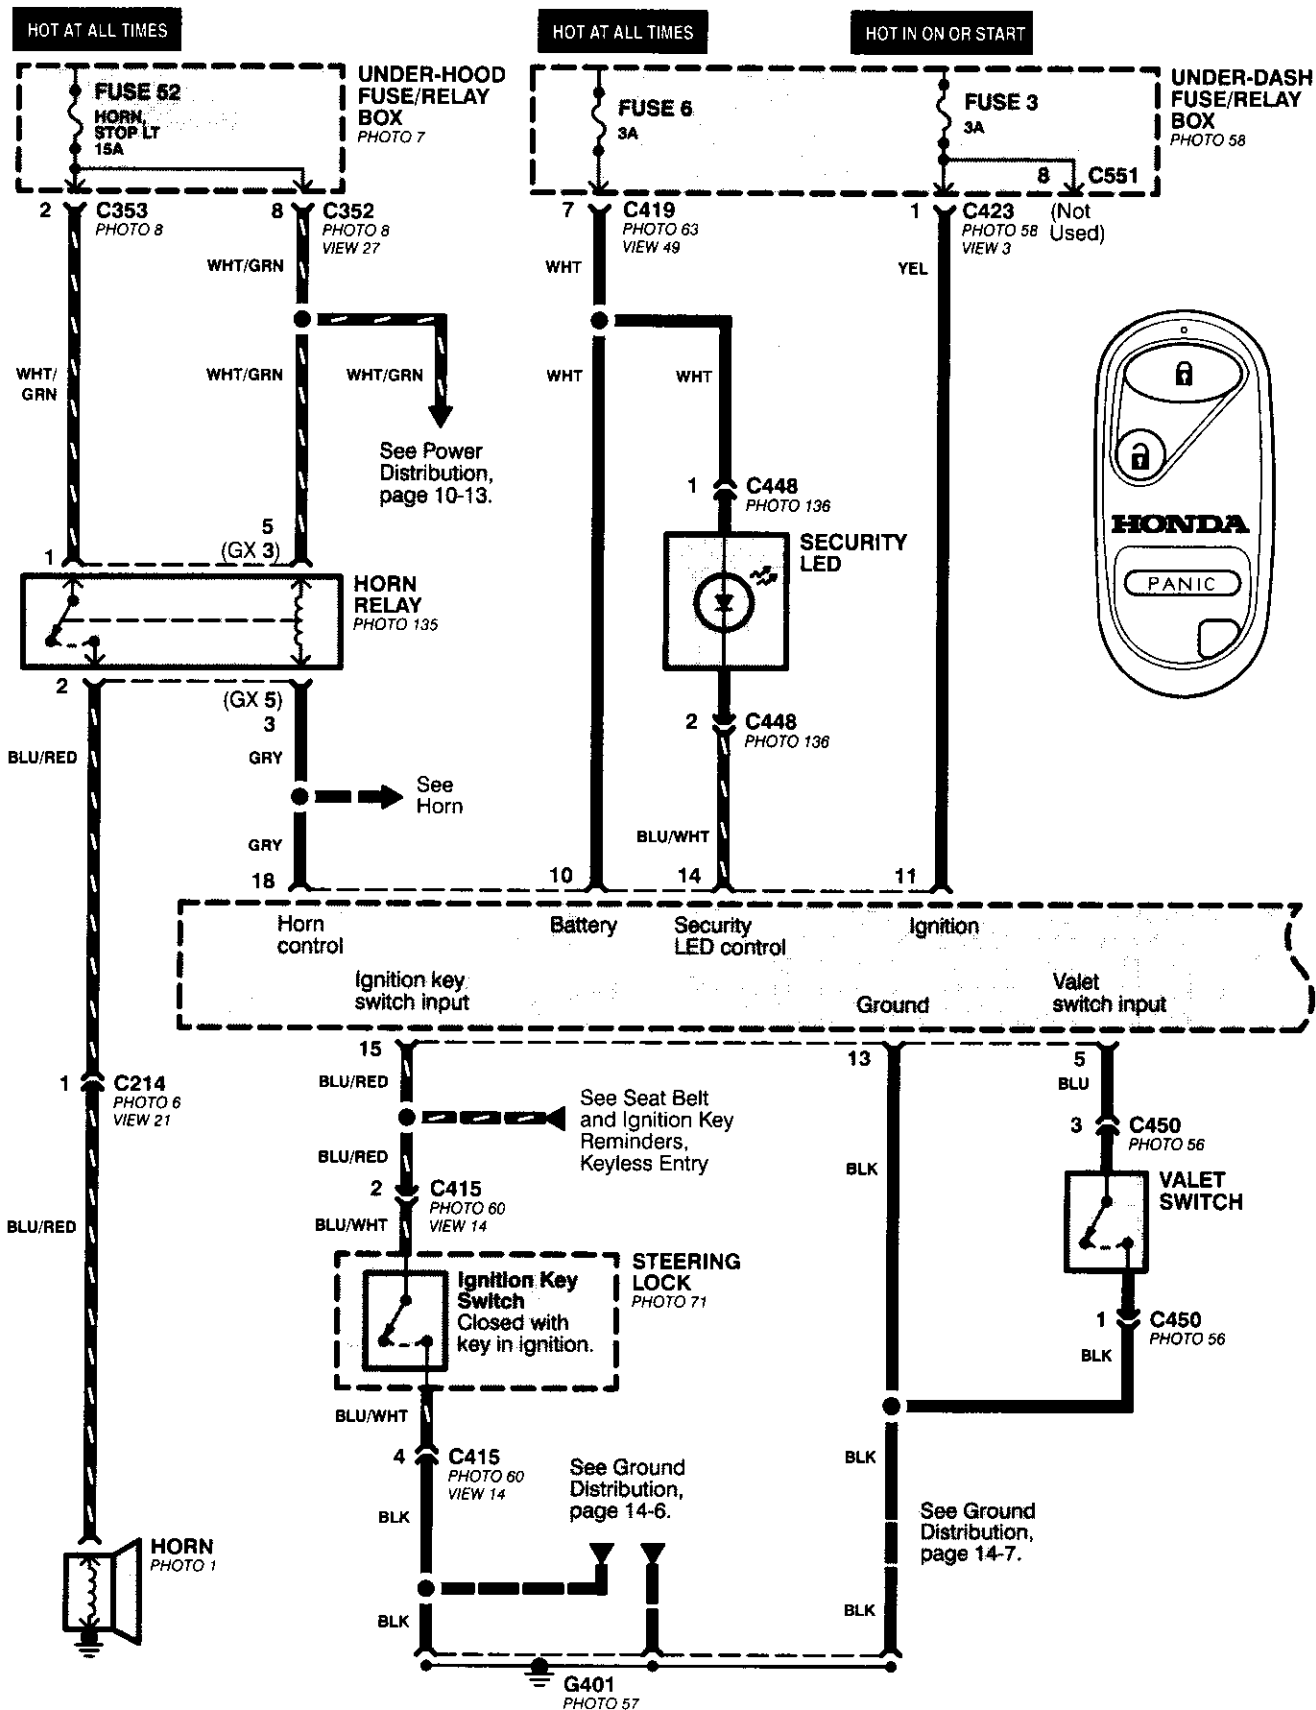 HOT AT ALL TIMES
HOT AT ALL TIMES
HOT IN ON OR START
FUSE 52
HORN,
STOP LT
15A
UNDER-HOOD
FUSE/RELAY
BOX
PHOTO 7
FUSE 6
3A
FUSE 3
3A
UNDER-DASH
FUSE/RELAY
BOX
PHOTO 58
8 C551
(Not
Used)
2 C353
PHOTO 8
8 C352
PHOTO 8
VIEW 27
7 C419
PHOTO 63
VIEW 49
1 C423
PHOTO 58
VIEW 3
WHT/GRN
WHT
YEL
WHT/
GRN
WHT/GRN
WHT/GRN
WHT
WHT
See Power
Distribution,
page 10-13.
1 C448
PHOTO 136
HONDA
PANIC
1
5
(GX 3)
HORN
RELAY
PHOTO 135
SECURITY
LED
2
(GX 5)
3
2 C448
PHOTO 136
BLU/RED
GRY
See
Horn
GRY
BLU/WHT
18
10
14
11
Horn
control
Battery
Security
LED control
Ignition
Ignition key
switch input
Ground
Valet
switch input
15
13
5
BLU/RED
BLU
1 C214
PHOTO 6
VIEW 21
See Seat Belt
and Ignition Key
Reminders,
Keyless Entry
3 C450
PHOTO 56
BLU/RED
BLK
2 C415
PHOTO 60
VIEW 14
VALET
SWITCH
BLU/RED
BLU/WHT
STEERING
LOCK
PHOTO 71
Ignition Key
Switch
Closed with
key in ignition.
1 C450
PHOTO 56
BLK
BLU/WHT
4 C415
PHOTO 60
VIEW 14
See Ground
Distribution,
page 14-6.
BLK
BLK
See Ground
Distribution,
page 14-7.
HORN
PHOTO 1
BLK
BLK
G401
PHOTO 57